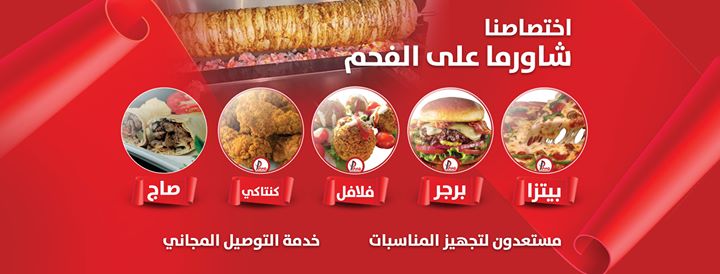 اختصاصنا
شاورما على الفحم
بيتزا
برجر
فلافل
كنتاكي
صاج
مستعدون لتجهيز المناسبات
خدمة التوصيل المجاني